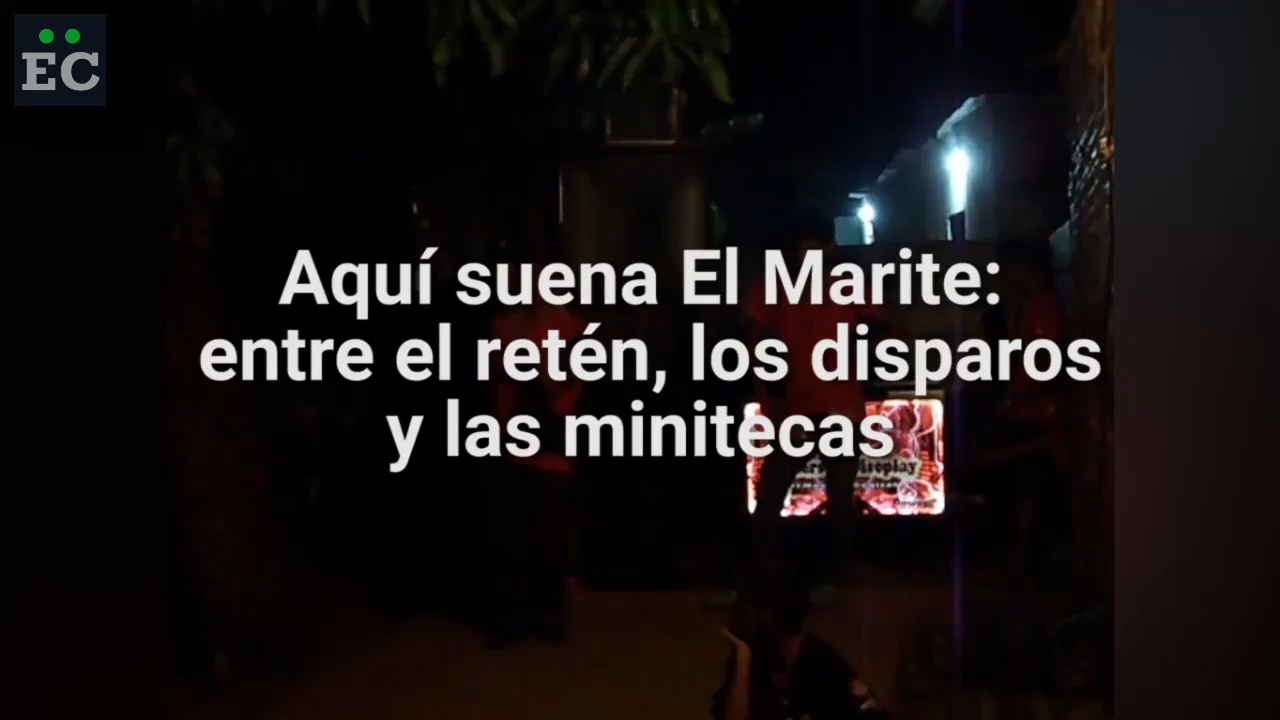 EC
Aquí suena El Marite:
entre el retén, los disparos
y las minitecas